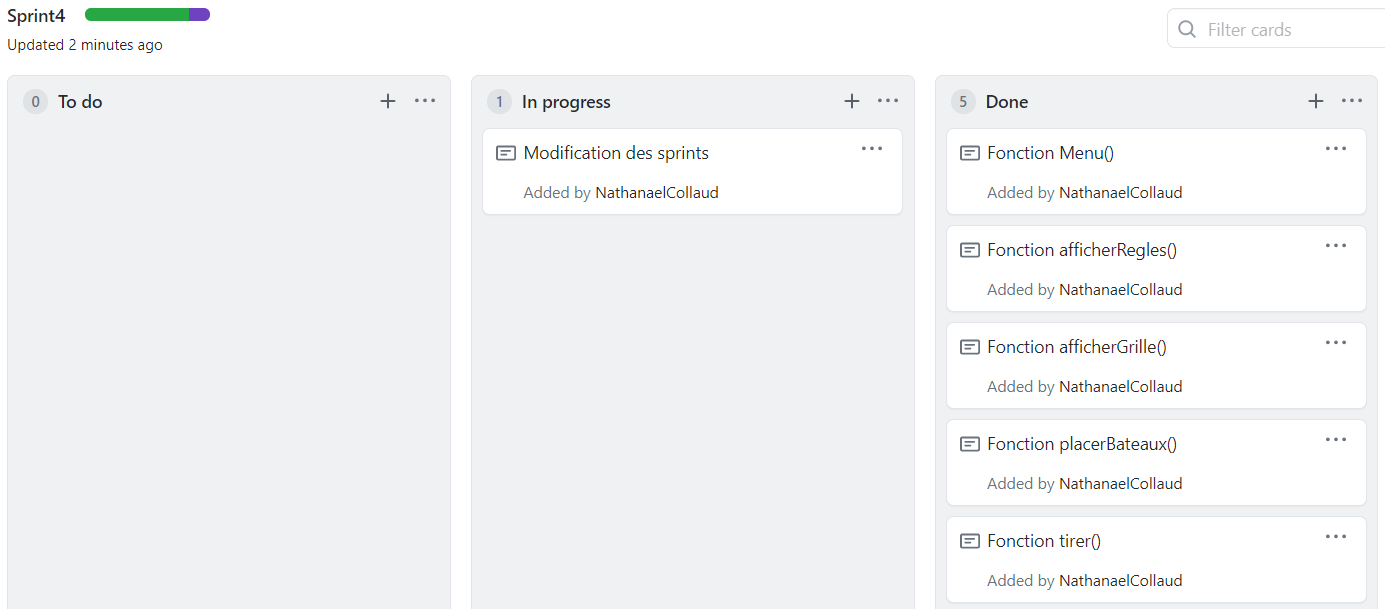 Sprint4
Updated 2 minutes ago
Filter cards
0 To do
1 In progress
Modification des sprints
Added by NathanaelCollaud
5 Done
Fonction Menu()
Added by NathanaelCollaud
Fonction afficherRegles()
Added by NathanaelCollaud
Fonction afficherGrille()
Added by NathanaelCollaud
Fonction placerBateaux()
Added by NathanaelCollaud
Fonction tirer()
Added by NathanaelCollaud